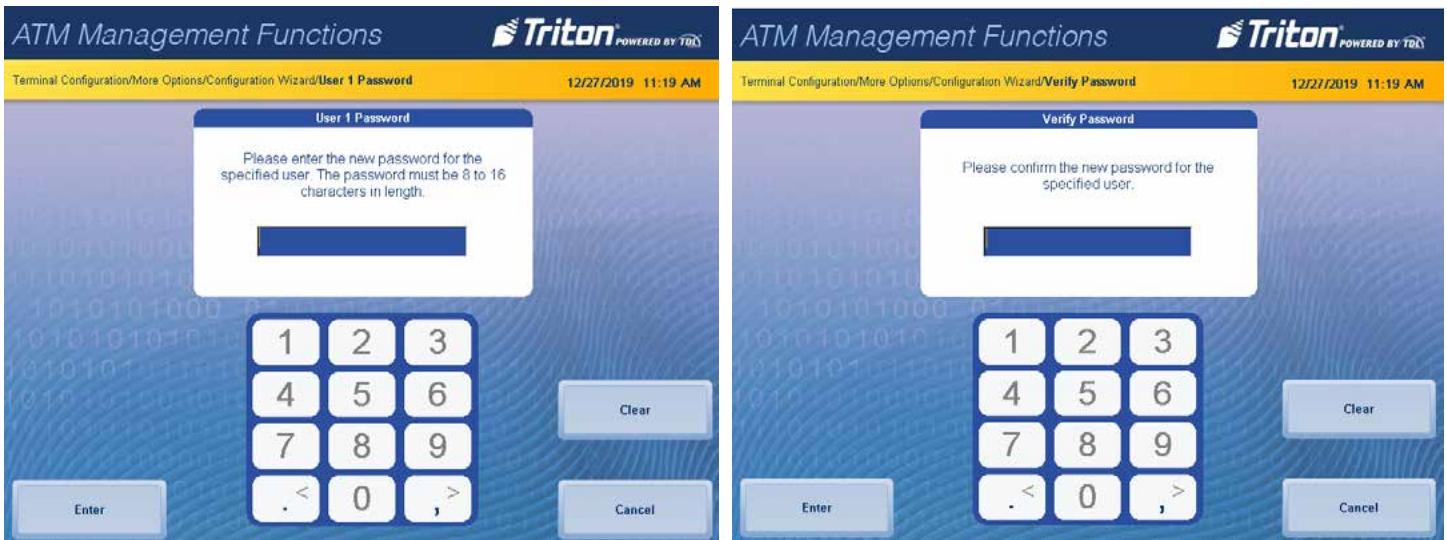 ATM Management Functions
Triton POWERED BY TDL
Terminal Configuration/More Options/Configuration Wizard/User 1 Password
12/27/2019 11:19 AM
User 1 Password
Please enter the new password for the
specified user. The password must be 8 to 16
characters in length.
1 2 3
4 5 6
7 8 9
.< 0 ,>
Clear
Enter
Cancel
ATM Management Functions
Triton POWERED BY TDL
Terminal Configuration/More Options/Configuration Wizard/Verify Password
12/27/2019 11:19 AM
Verify Password
Please confirm the new password for the
specified user.
1 2 3
4 5 6
7 8 9
.< 0 ,>
Clear
Enter
Cancel